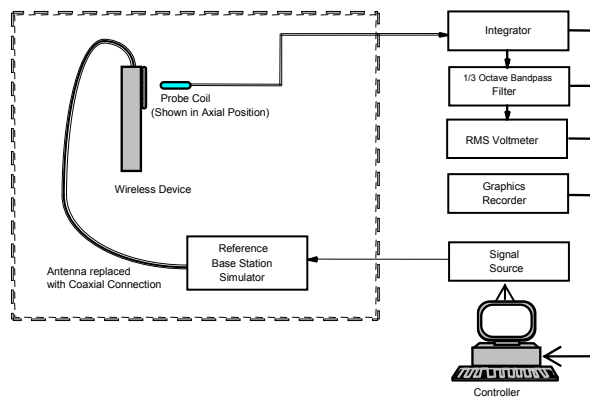 Integrator
1/3 Octave Bandpass
Filter
RMS Voltmeter
Graphics
Recorder
Probe Coil
(Shown in Axial Position)
Wireless Device
Reference
Base Station
Simulator
Signal
Source
Antenna replaced
with Coaxial Connection
Controller